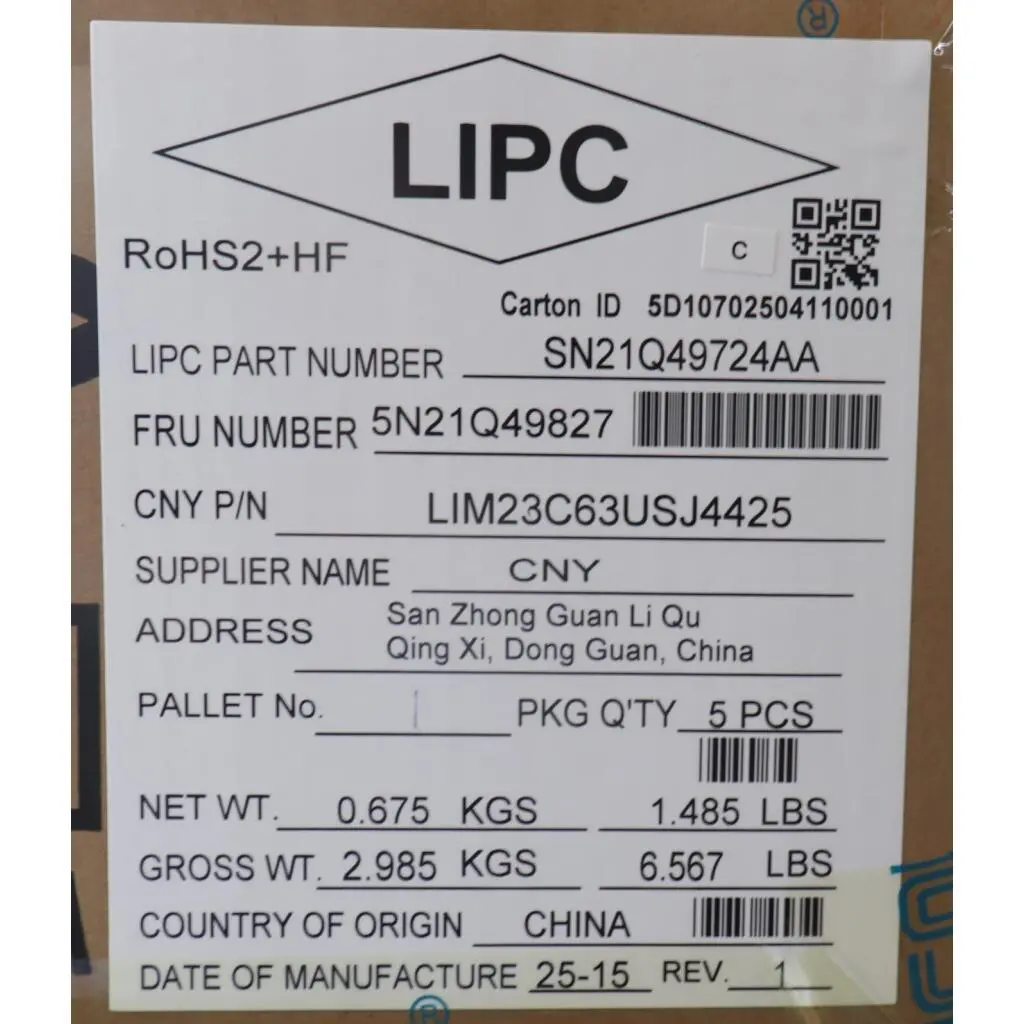 ®
LIPC
RoHS2+HF
C
Carton ID 5D10702504110001
LIPC PART NUMBER SN21Q49724AA
FRU NUMBER 5N21Q49827
CNY P/N LIM23C63USJ4425
SUPPLIER NAME CNY
ADDRESS San Zhong Guan Li Qu
Qing Xi, Dong Guan, China
PALLET No. PKG Q'TY 5 PCS
NET WT. 0.675 KGS 1.485 LBS
GROSS WT. 2.985 KGS 6.567 LBS
COUNTRY OF ORIGIN CHINA
DATE OF MANUFACTURE 25-15 REV. 1
®